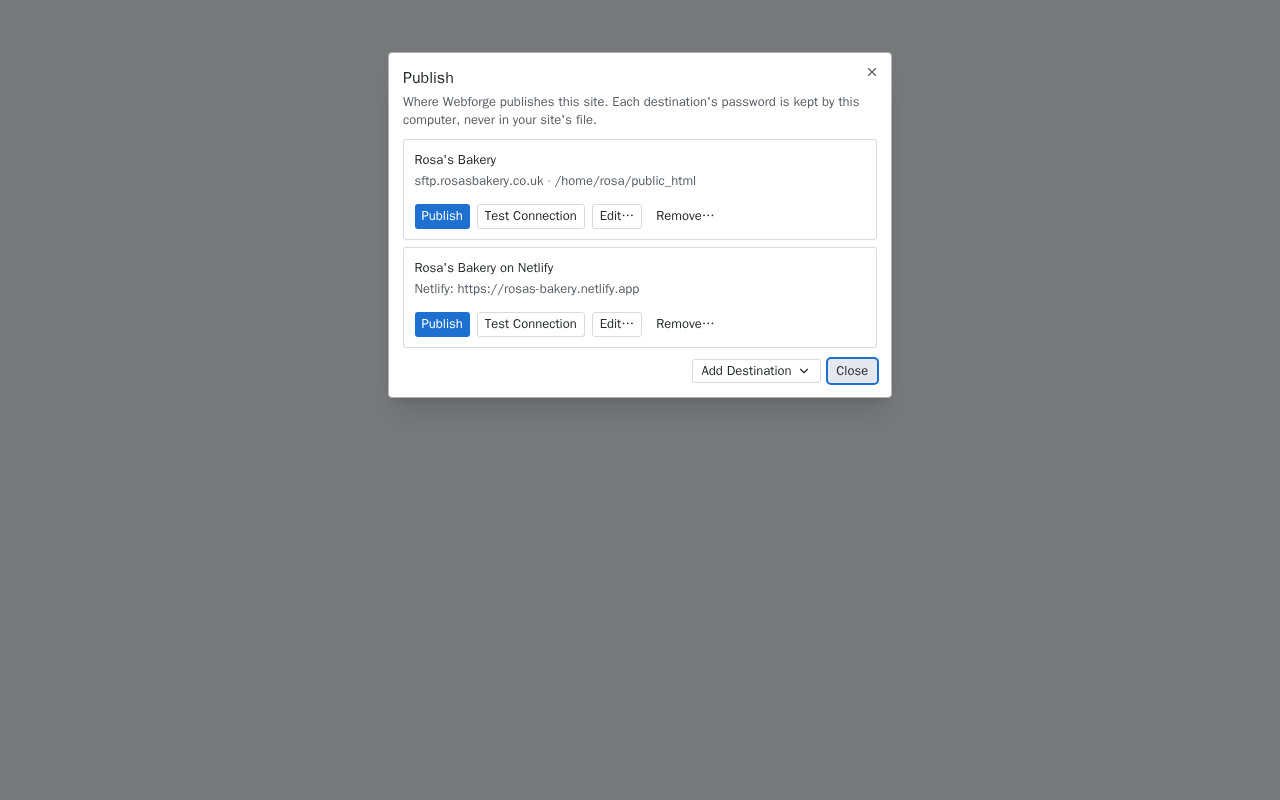 Publish
Where Webforge publishes this site. Each destination's password is kept by this
computer, never in your site's file.
Rosa's Bakery
sftp.rosasbakery.co.uk · /home/rosa/public_html
Publish Test Connection Edit··· Remove···
Rosa's Bakery on Netlify
Netlify: https://rosas-bakery.netlify.app
Publish Test Connection Edit··· Remove···
Add Destination Close